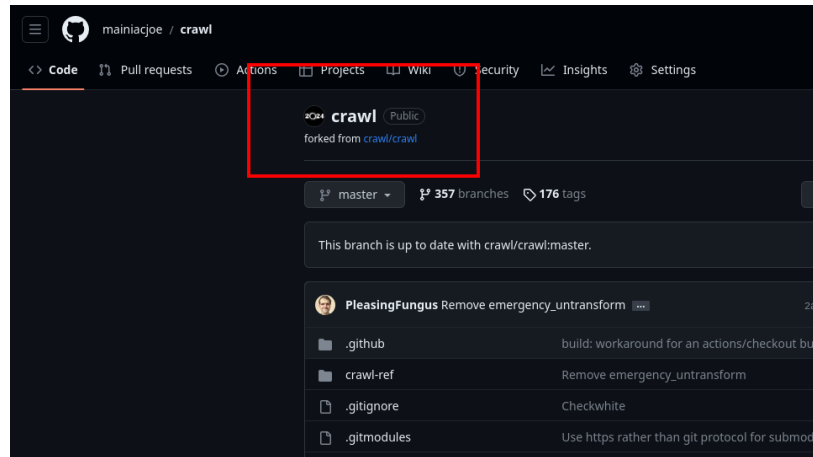 mainiacjoe / crawl
<> Code Pull requests Actions Projects Wiki Security Insights Settings
2024 crawl Public
forked from crawl/crawl
master 357 branches 176 tags
This branch is up to date with crawl/crawl:master.
PleasingFungus Remove emergency_untransform ...
.github build: workaround for an actions/checkout
crawl-ref Remove emergency_untransform
.gitignore Checkwhite
.gitmodules Use https rather than git protocol for